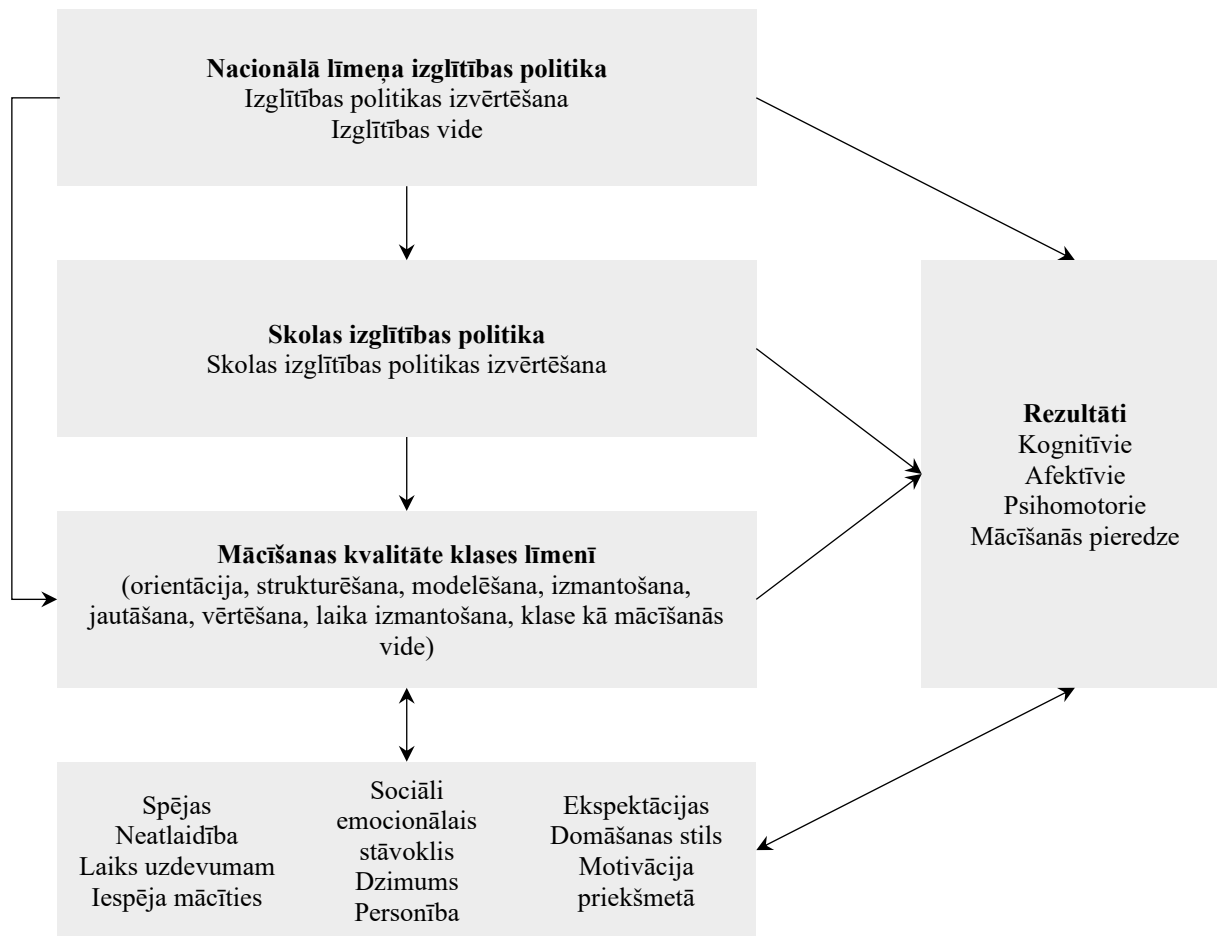 Nacionālā līmeņa izglītības politika
Izglītības politikas izvērtēšana
Izglītības vide
Skolas izglītības politika
Skolas izglītības politikas izvērtēšana
Mācīšanas kvalitāte klases līmenī
(orientācija, strukturēšana, modelēšana, izmantošana,
jautāšana, vērtēšana, laika izmantošana, klase kā mācīšanās
vide)
Spējas
Neatlaidība
Laiks uzdevumam
Iespēja mācīties
Sociāli
emocionālais
stāvoklis
Dzimums
Personība
Ekspektācijas
Domāšanas stils
Motivācija
priekšmetā
Rezultāti
Kognitīvie
Afektīvie
Psihomotorie
Mācīšanās pieredze